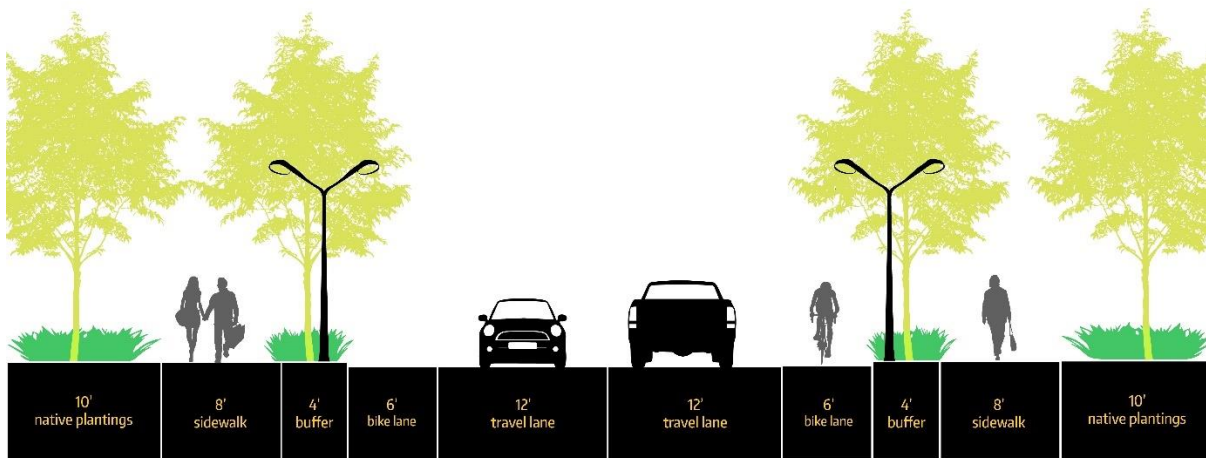 10'
native plantings
8'
sidewalk
4'
buffer
6'
bike lane
12'
travel lane
12'
travel lane
6'
bike lane
4'
buffer
8'
sidewalk
10'
native plantings